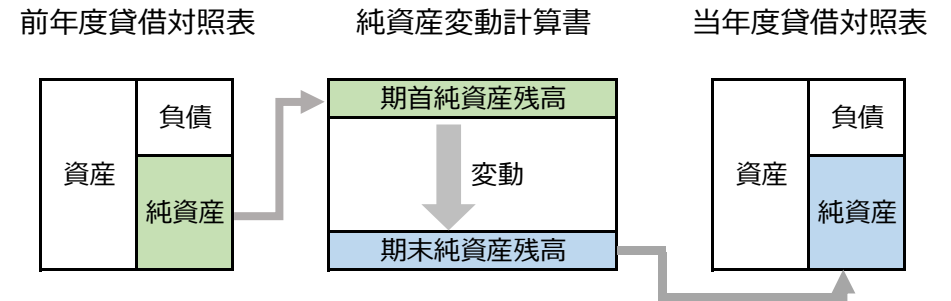 前年度貸借対照表
純資産変動計算書
当年度貸借対照表
資産
負債
純資産
期首純資産残高
変動
期末純資産残高
資産
負債
純資産